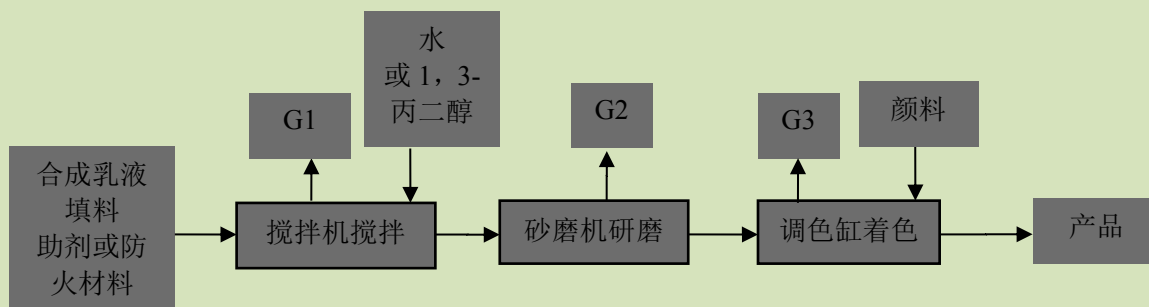 水
或 1，3-
丙二醇
G1
G2
G3
颜料
合成乳液
填料
助剂或防
火材料
搅拌机搅拌
砂磨机研磨
调色缸着色
产品